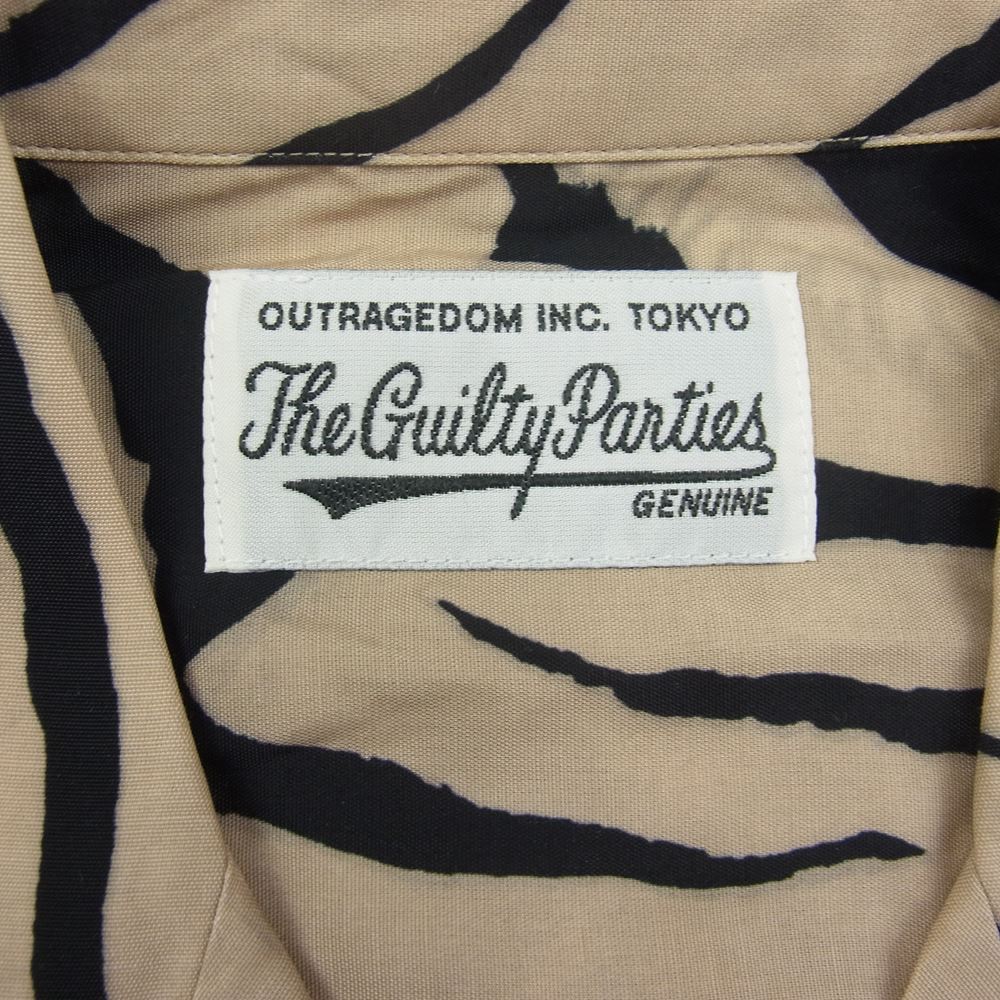 OUTRAGEDOM INC. TOKYO
The Guilty Parties
GENUINE